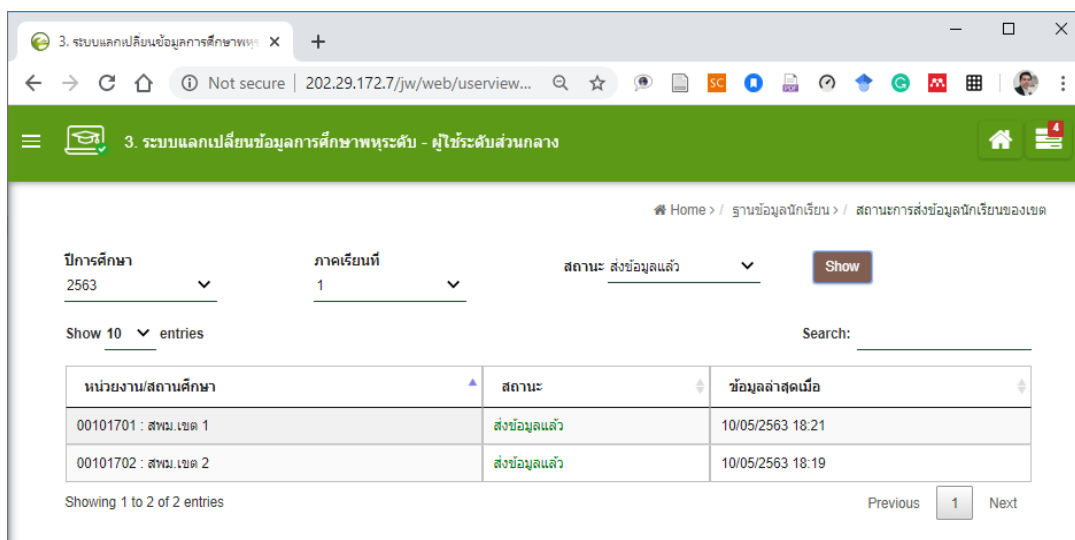 3. ระบบแลกเปลี่ยนข้อมูลการศึกษาพหุร
Not secure | 202.29.172.7/jw/web/userview...
3. ระบบแลกเปลี่ยนข้อมูลการศึกษาพหุระดับ - ผู้ใช้ระดับส่วนกลาง
4
Home > / ฐานข้อมูลนักเรียน > / สถานะการส่งข้อมูลนักเรียนของเขต
ปีการศึกษา ภาคเรียนที่
2563 1 สถานะ ส่งข้อมูลแล้ว Show
Show 10 entries Search:
หน่วยงาน/สถานศึกษา สถานะ ข้อมูลล่าสุดเมื่อ
00101701 : สพม.เขต 1 ส่งข้อมูลแล้ว 10/05/2563 18:21
00101702 : สพม.เขต 2 ส่งข้อมูลแล้ว 10/05/2563 18:19
Showing 1 to 2 of 2 entries Previous 1 Next